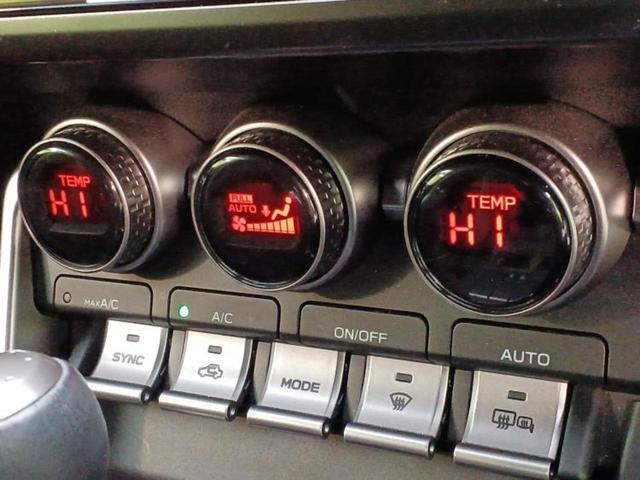 TEMP
HI
FULL
AUTO
TEMP
HI
MAX A/C
A/C
ON/OFF
AUTO
SYNC
MODE